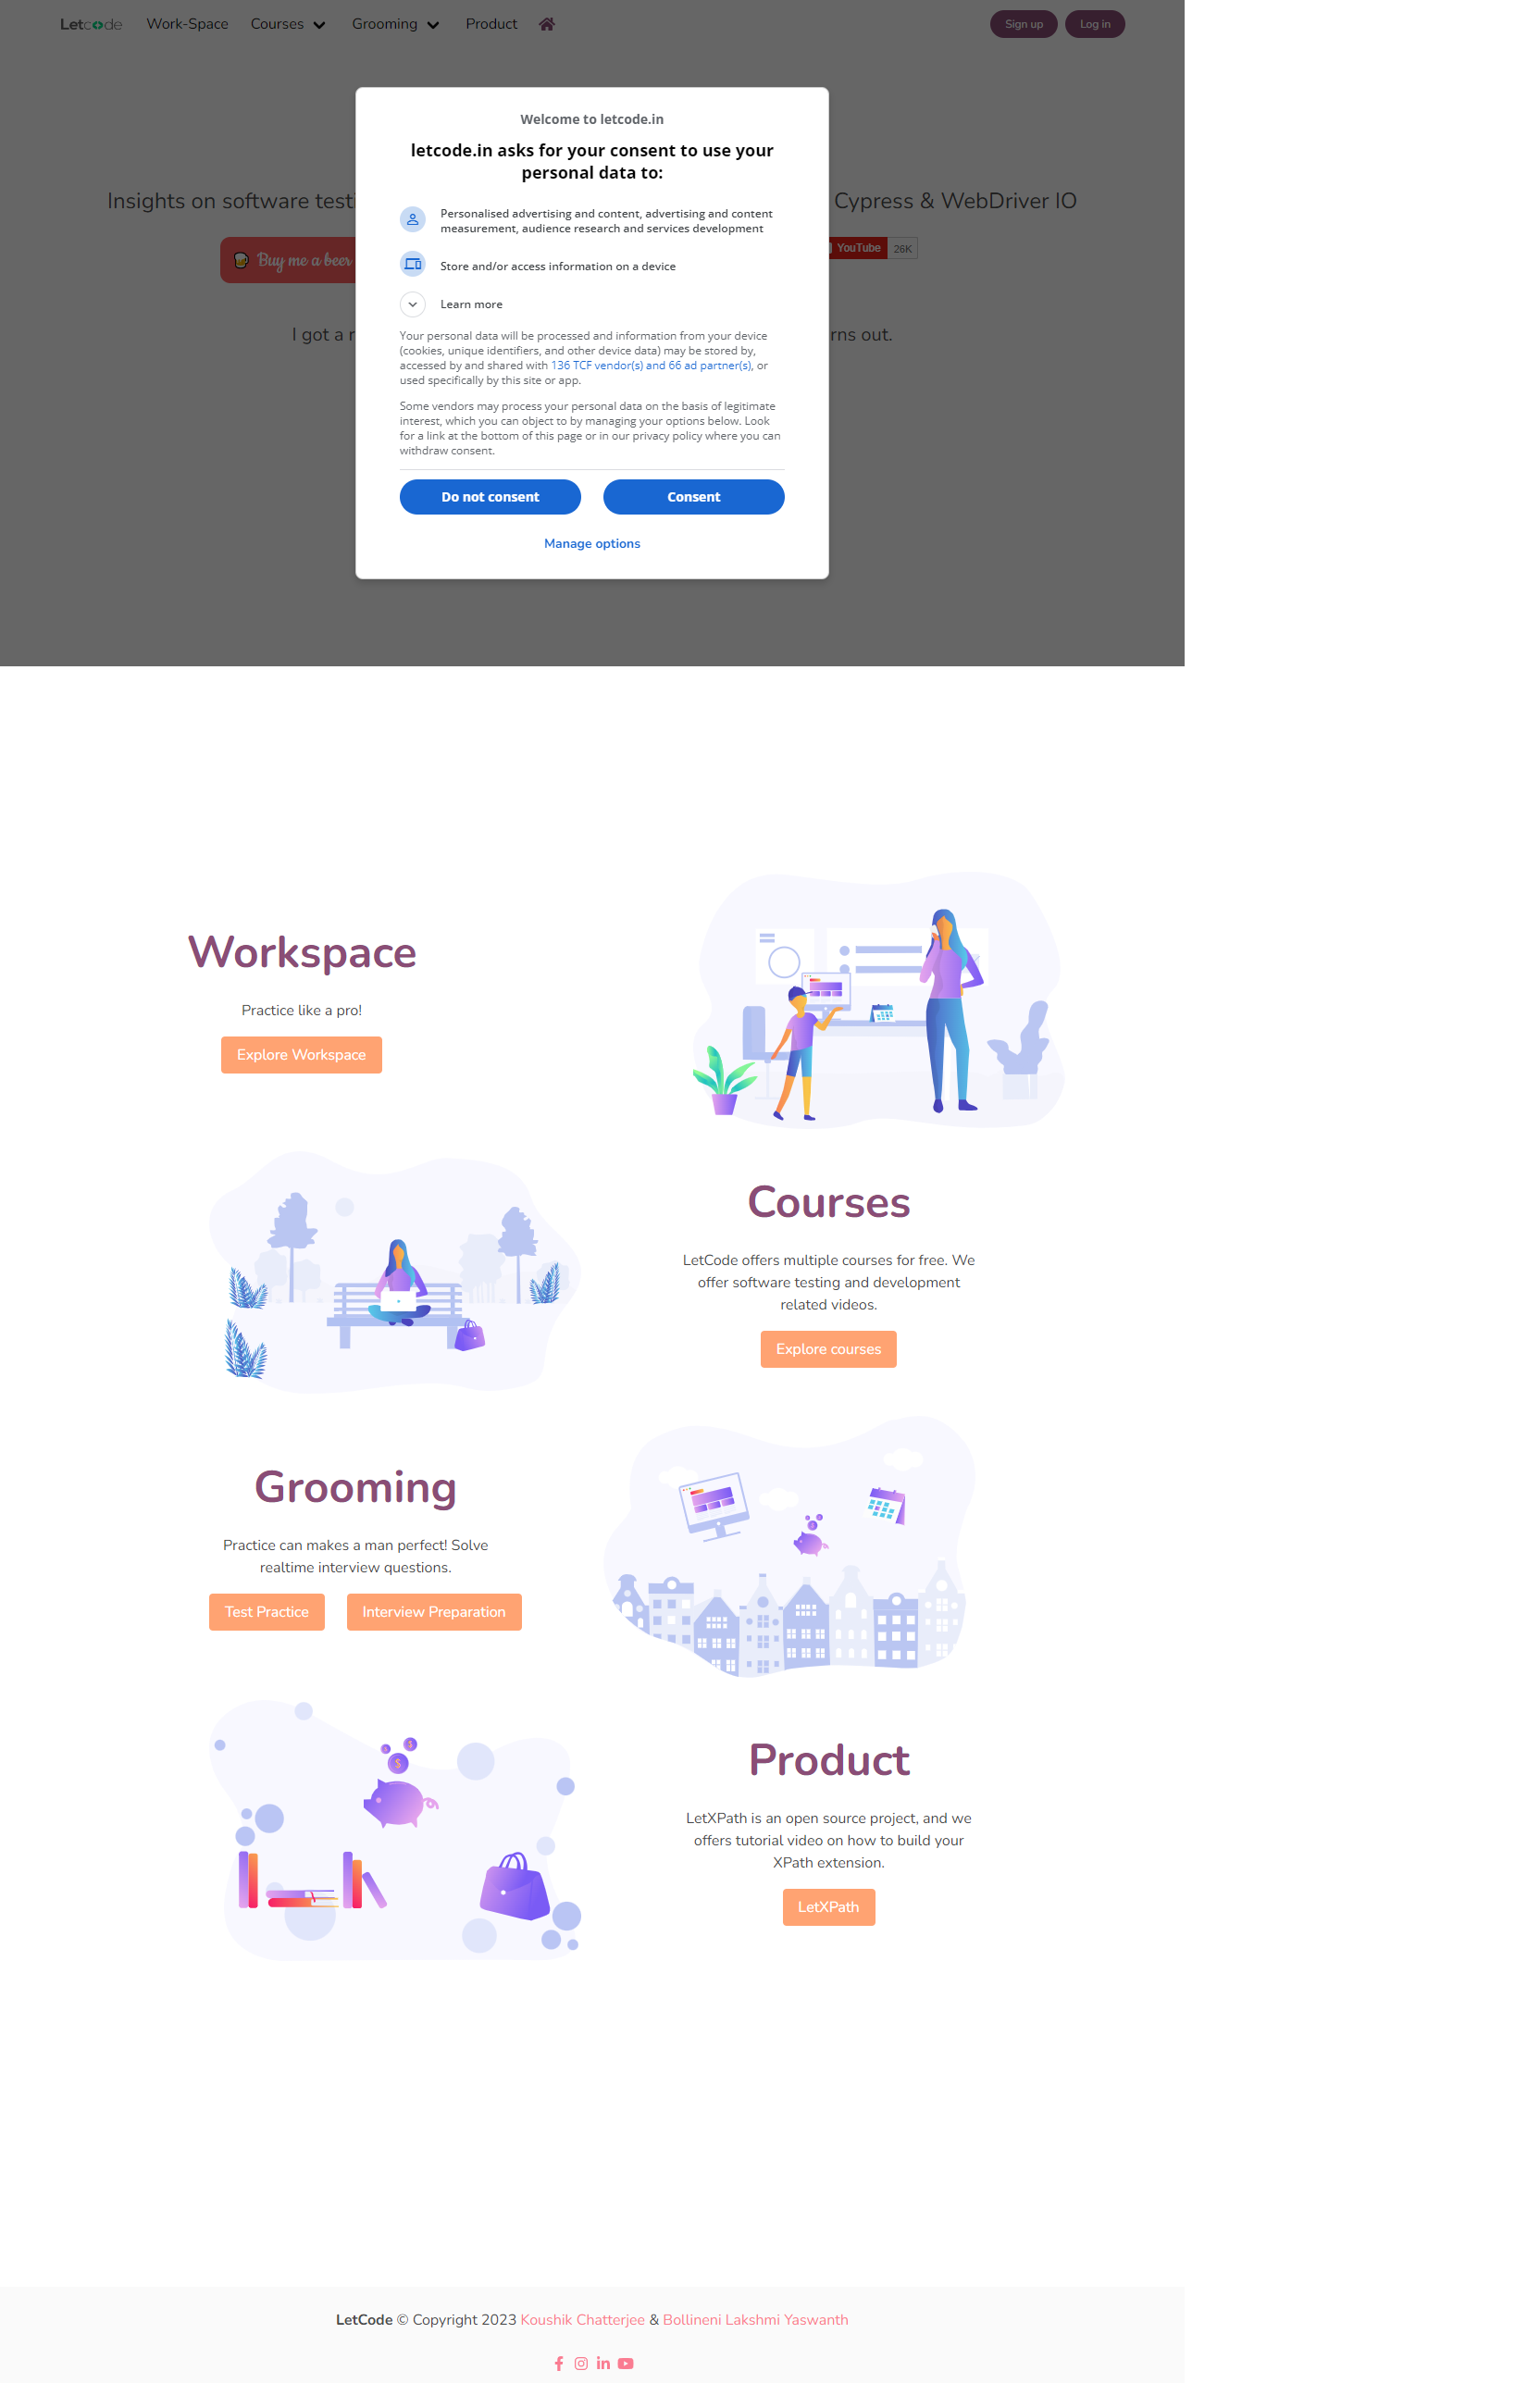 Letcode Work-Space Courses Grooming Product Sign up Log in
Welcome to letcode.in
letcode.in asks for your consent to use your
personal data to:
Insights on software Cypress & WebDriver IO
Personalised advertising and content, advertising and content
measurement, audience research and services development
Buy me a beer
YouTube 26K
Store and/or access information on a device
Learn more
I got a
out.
Your personal data will be processed and information from your device
(cookies, unique identifiers, and other device data) may be stored by,
accessed by and shared with 136 TCF vendor(s) and 66 ad partner(s), or
used specifically by this site or app.
Some vendors may process your personal data on the basis of legitimate
interest, which you can object to by managing your options below. Look
for a link at the bottom of this page or in our privacy policy where you can
withdraw consent.
Do not consent Consent
Manage options
Workspace
Practice like a pro!
Explore Workspace
Courses
LetCode offers multiple courses for free. We
offer software testing and development
related videos.
Explore courses
Grooming
Practice can makes a man perfect! Solve
realtime interview questions.
Test Practice Interview Preparation
Product
LetXPath is an open source project, and we
offers tutorial video on how to build your
XPath extension.
LetXPath
LetCode © Copyright 2023 Koushik Chatterjee & Bollineni Lakshmi Yaswanth